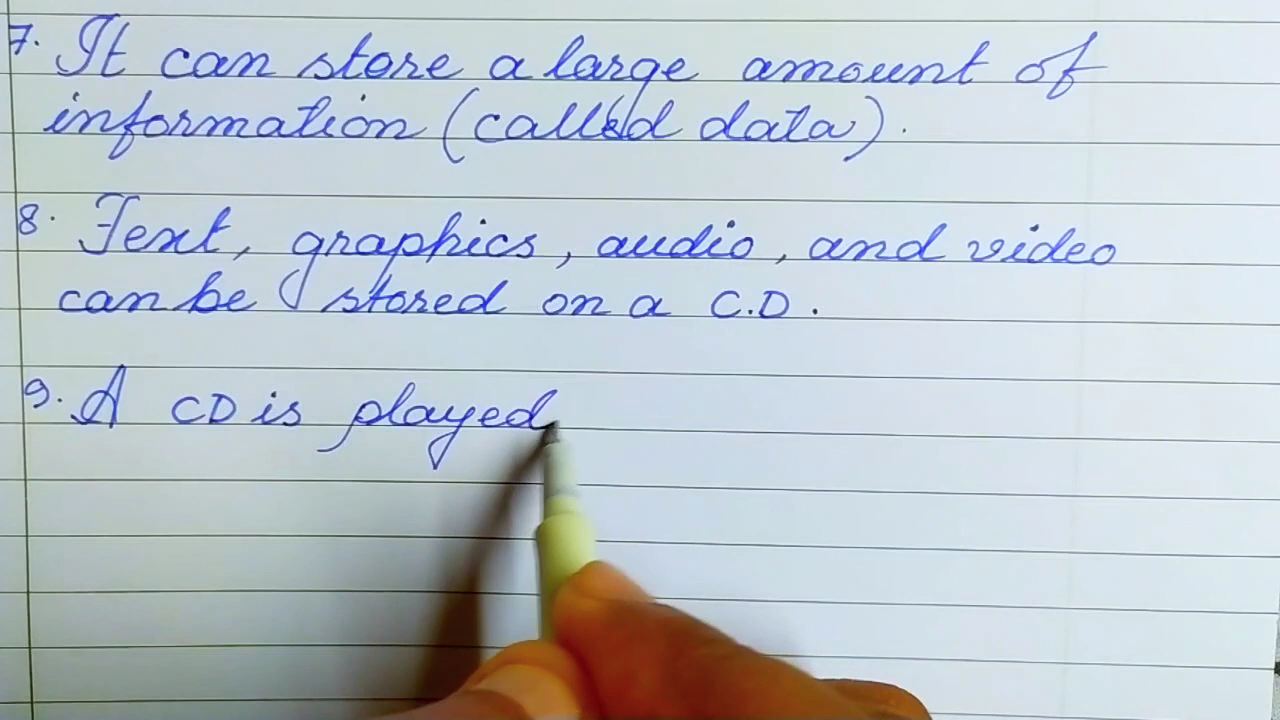 7. It can store a large amount of
information (called data).
8. Text, graphics, audio, and video
can be stored on a C.D.
9. A CD is played